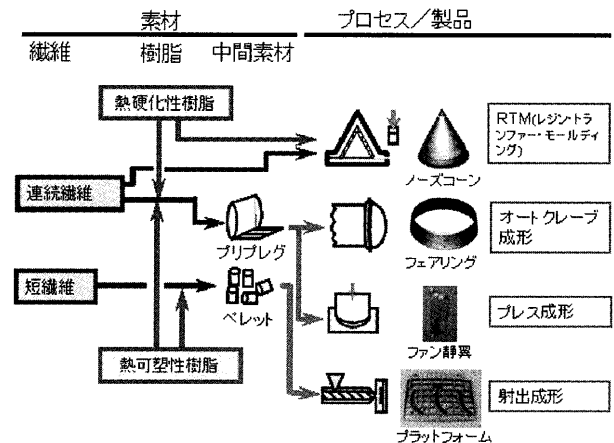 素材
プロセス／製品
繊維
樹脂
中間素材
熱硬化性樹脂
RTM(レジン・トラ
ンファー・モールディ
ング)
ノーズコーン
連続繊維
プリプレグ
オートクレーブ
成形
フェアリング
短繊維
ペレット
プレス成形
ファン静翼
熱可塑性樹脂
射出成形
プラットフォーム